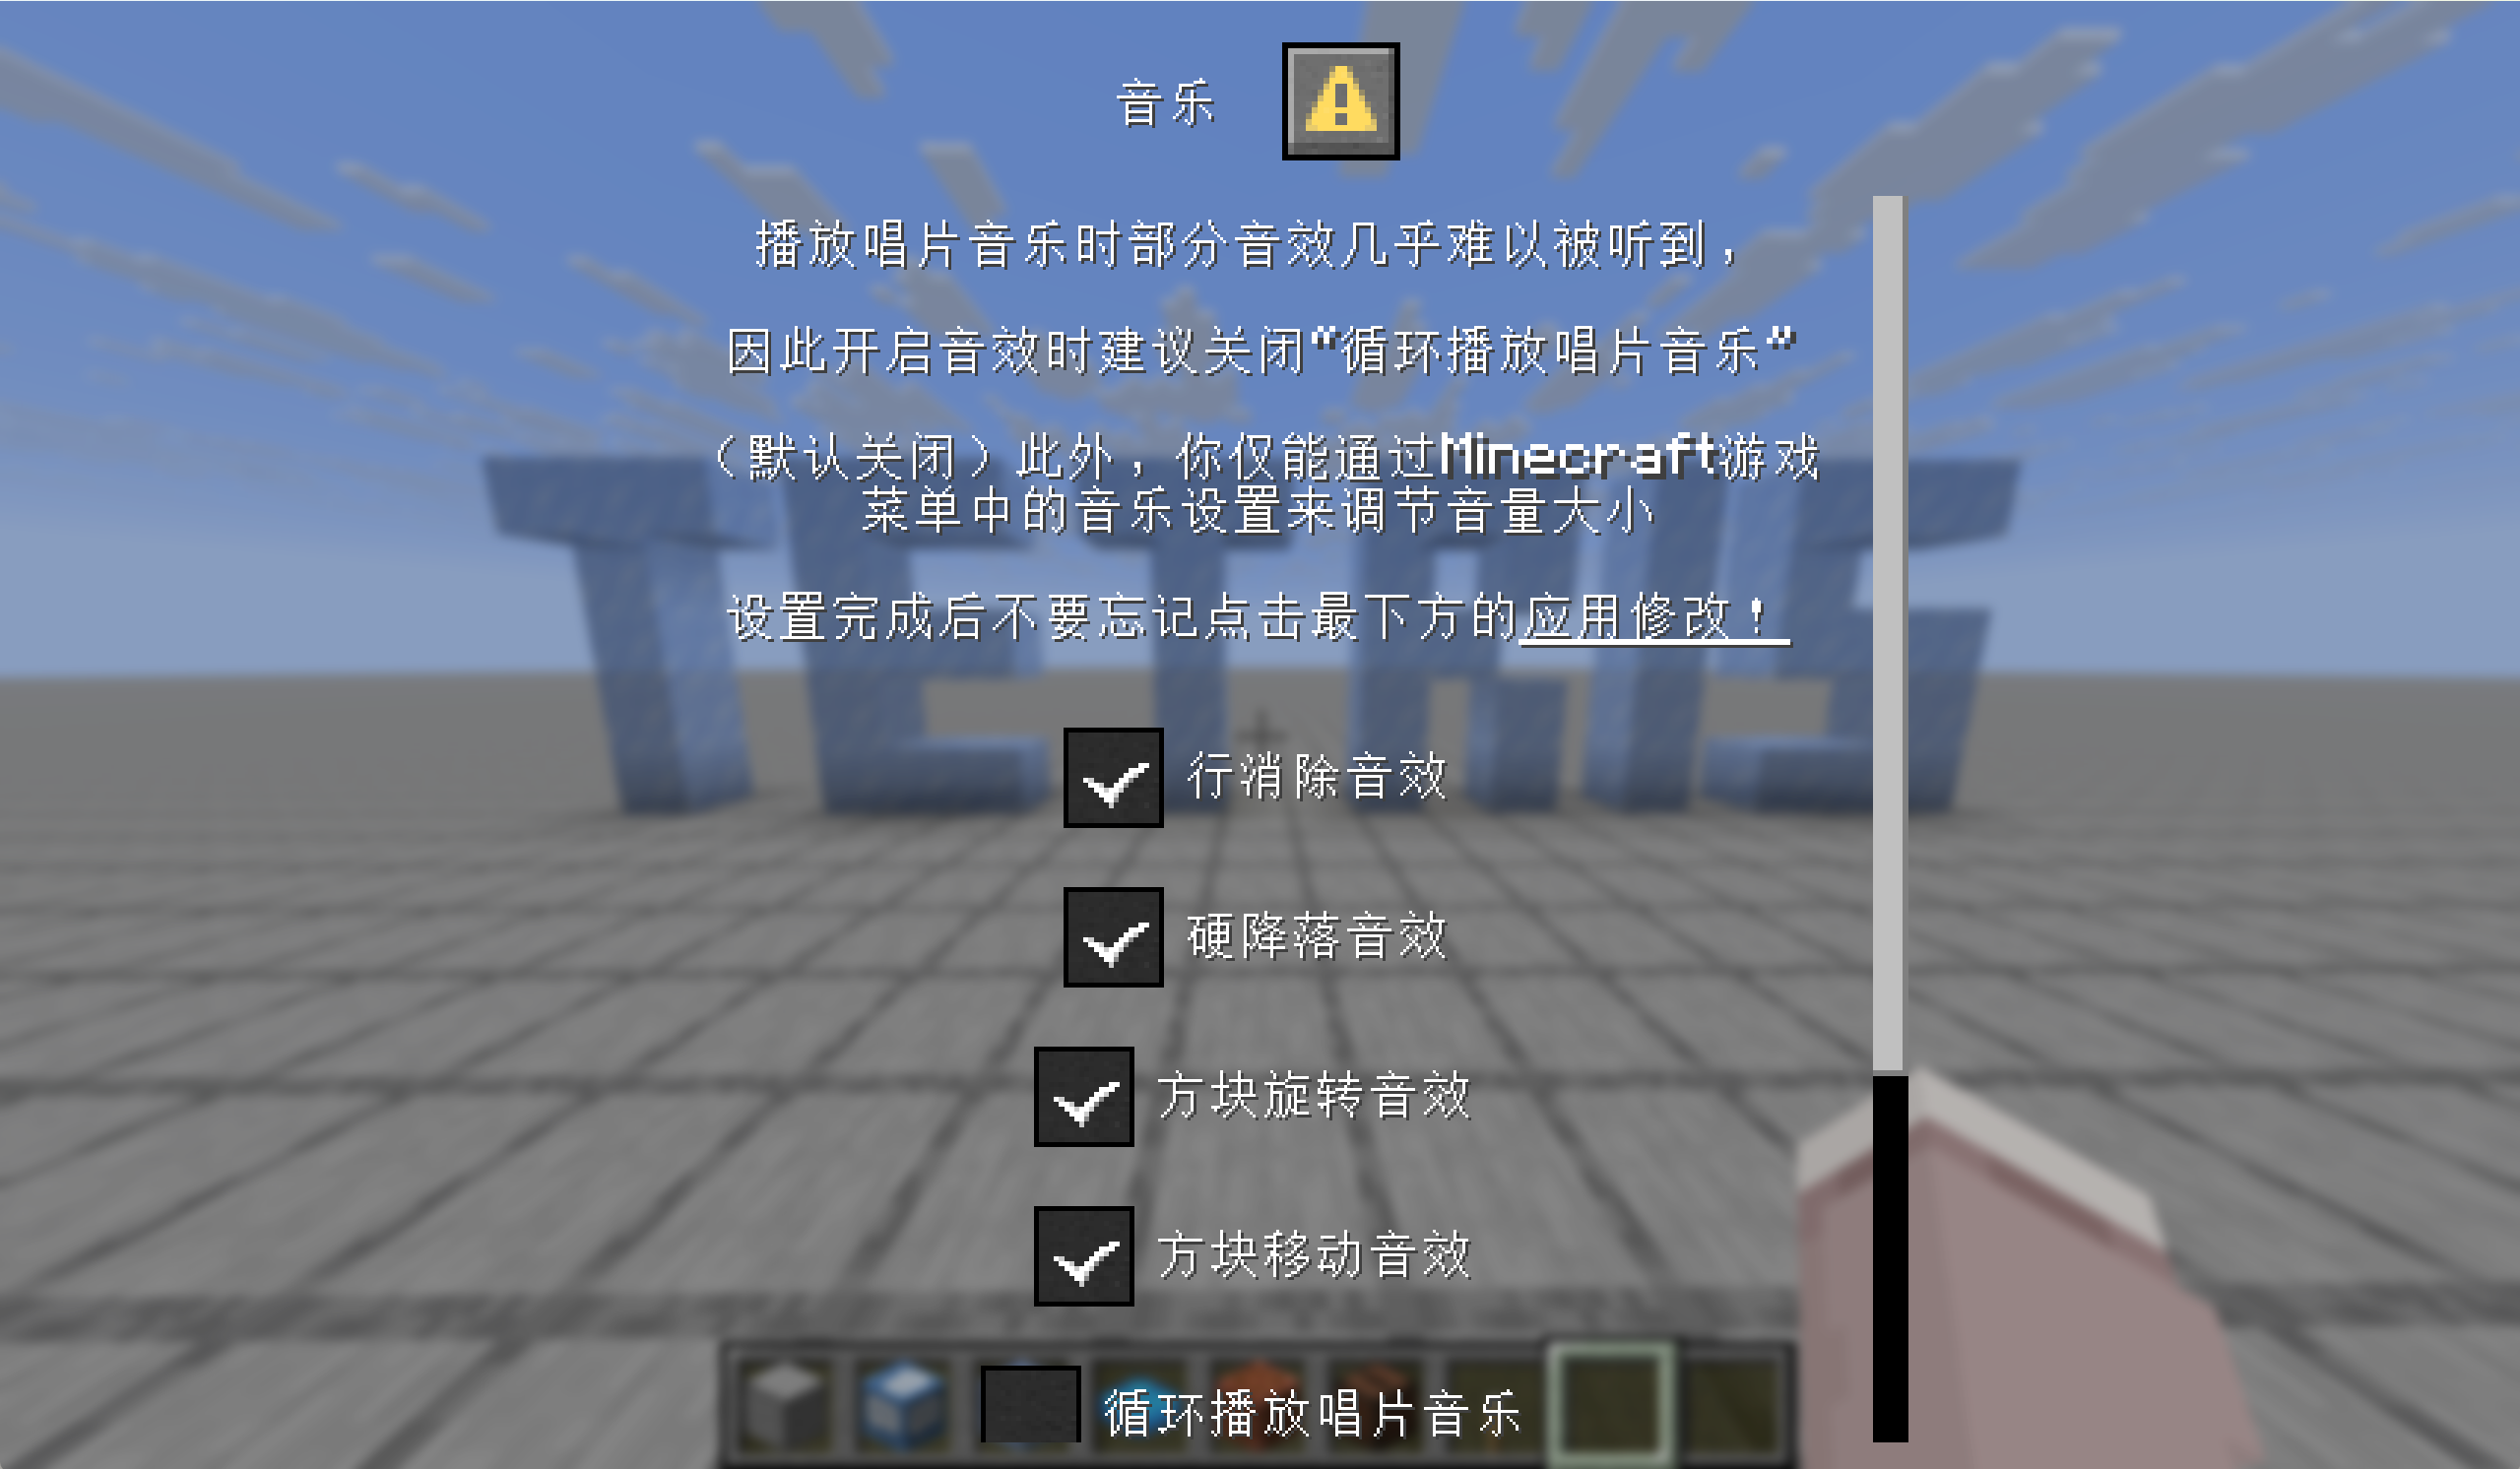 音乐
播放唱片音乐时部分音效几乎难以被听到，
因此开启音效时建议关闭“循环播放唱片音乐”
（默认关闭）此外，你仅能通过Minecraft游戏
菜单中的音乐设置来调节音量大小
设置完成后不要忘记点击最下方的应用修改！
TETRIS
行消除音效
硬降落音效
方块旋转音效
方块移动音效
循环播放唱片音乐